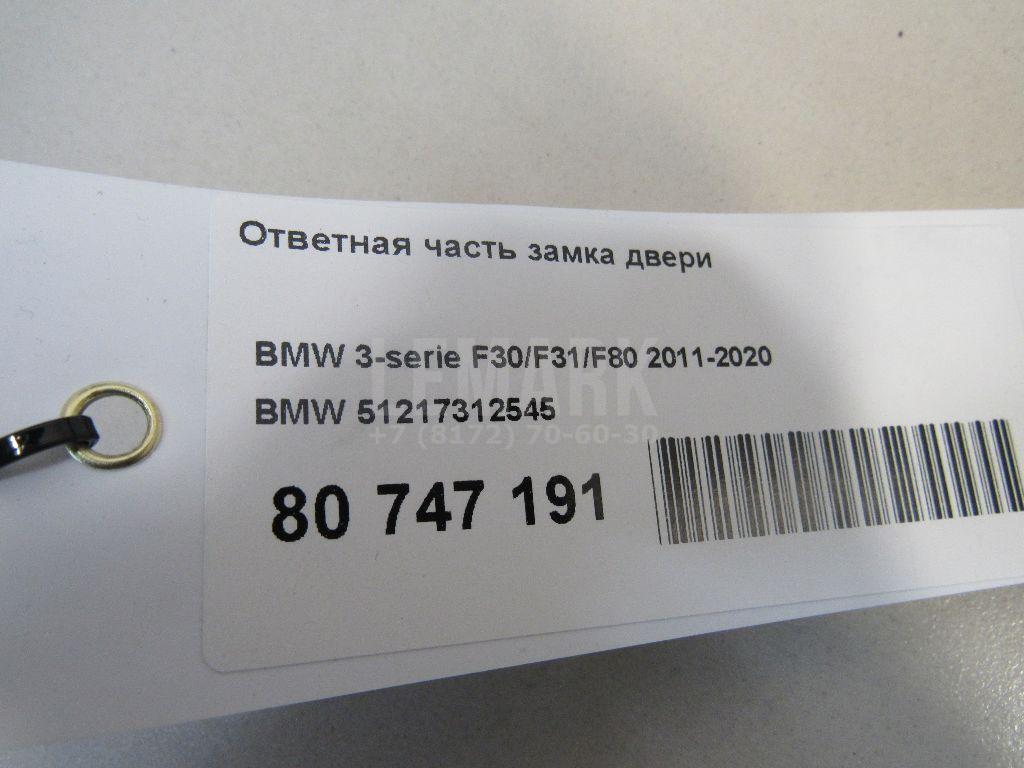 Ответная часть замка двери
BMW 3-serie F30/F31/F80 2011-2020
LEMARK
BMW 51217312545
+7 (8172) 70-60-30
80 747 191